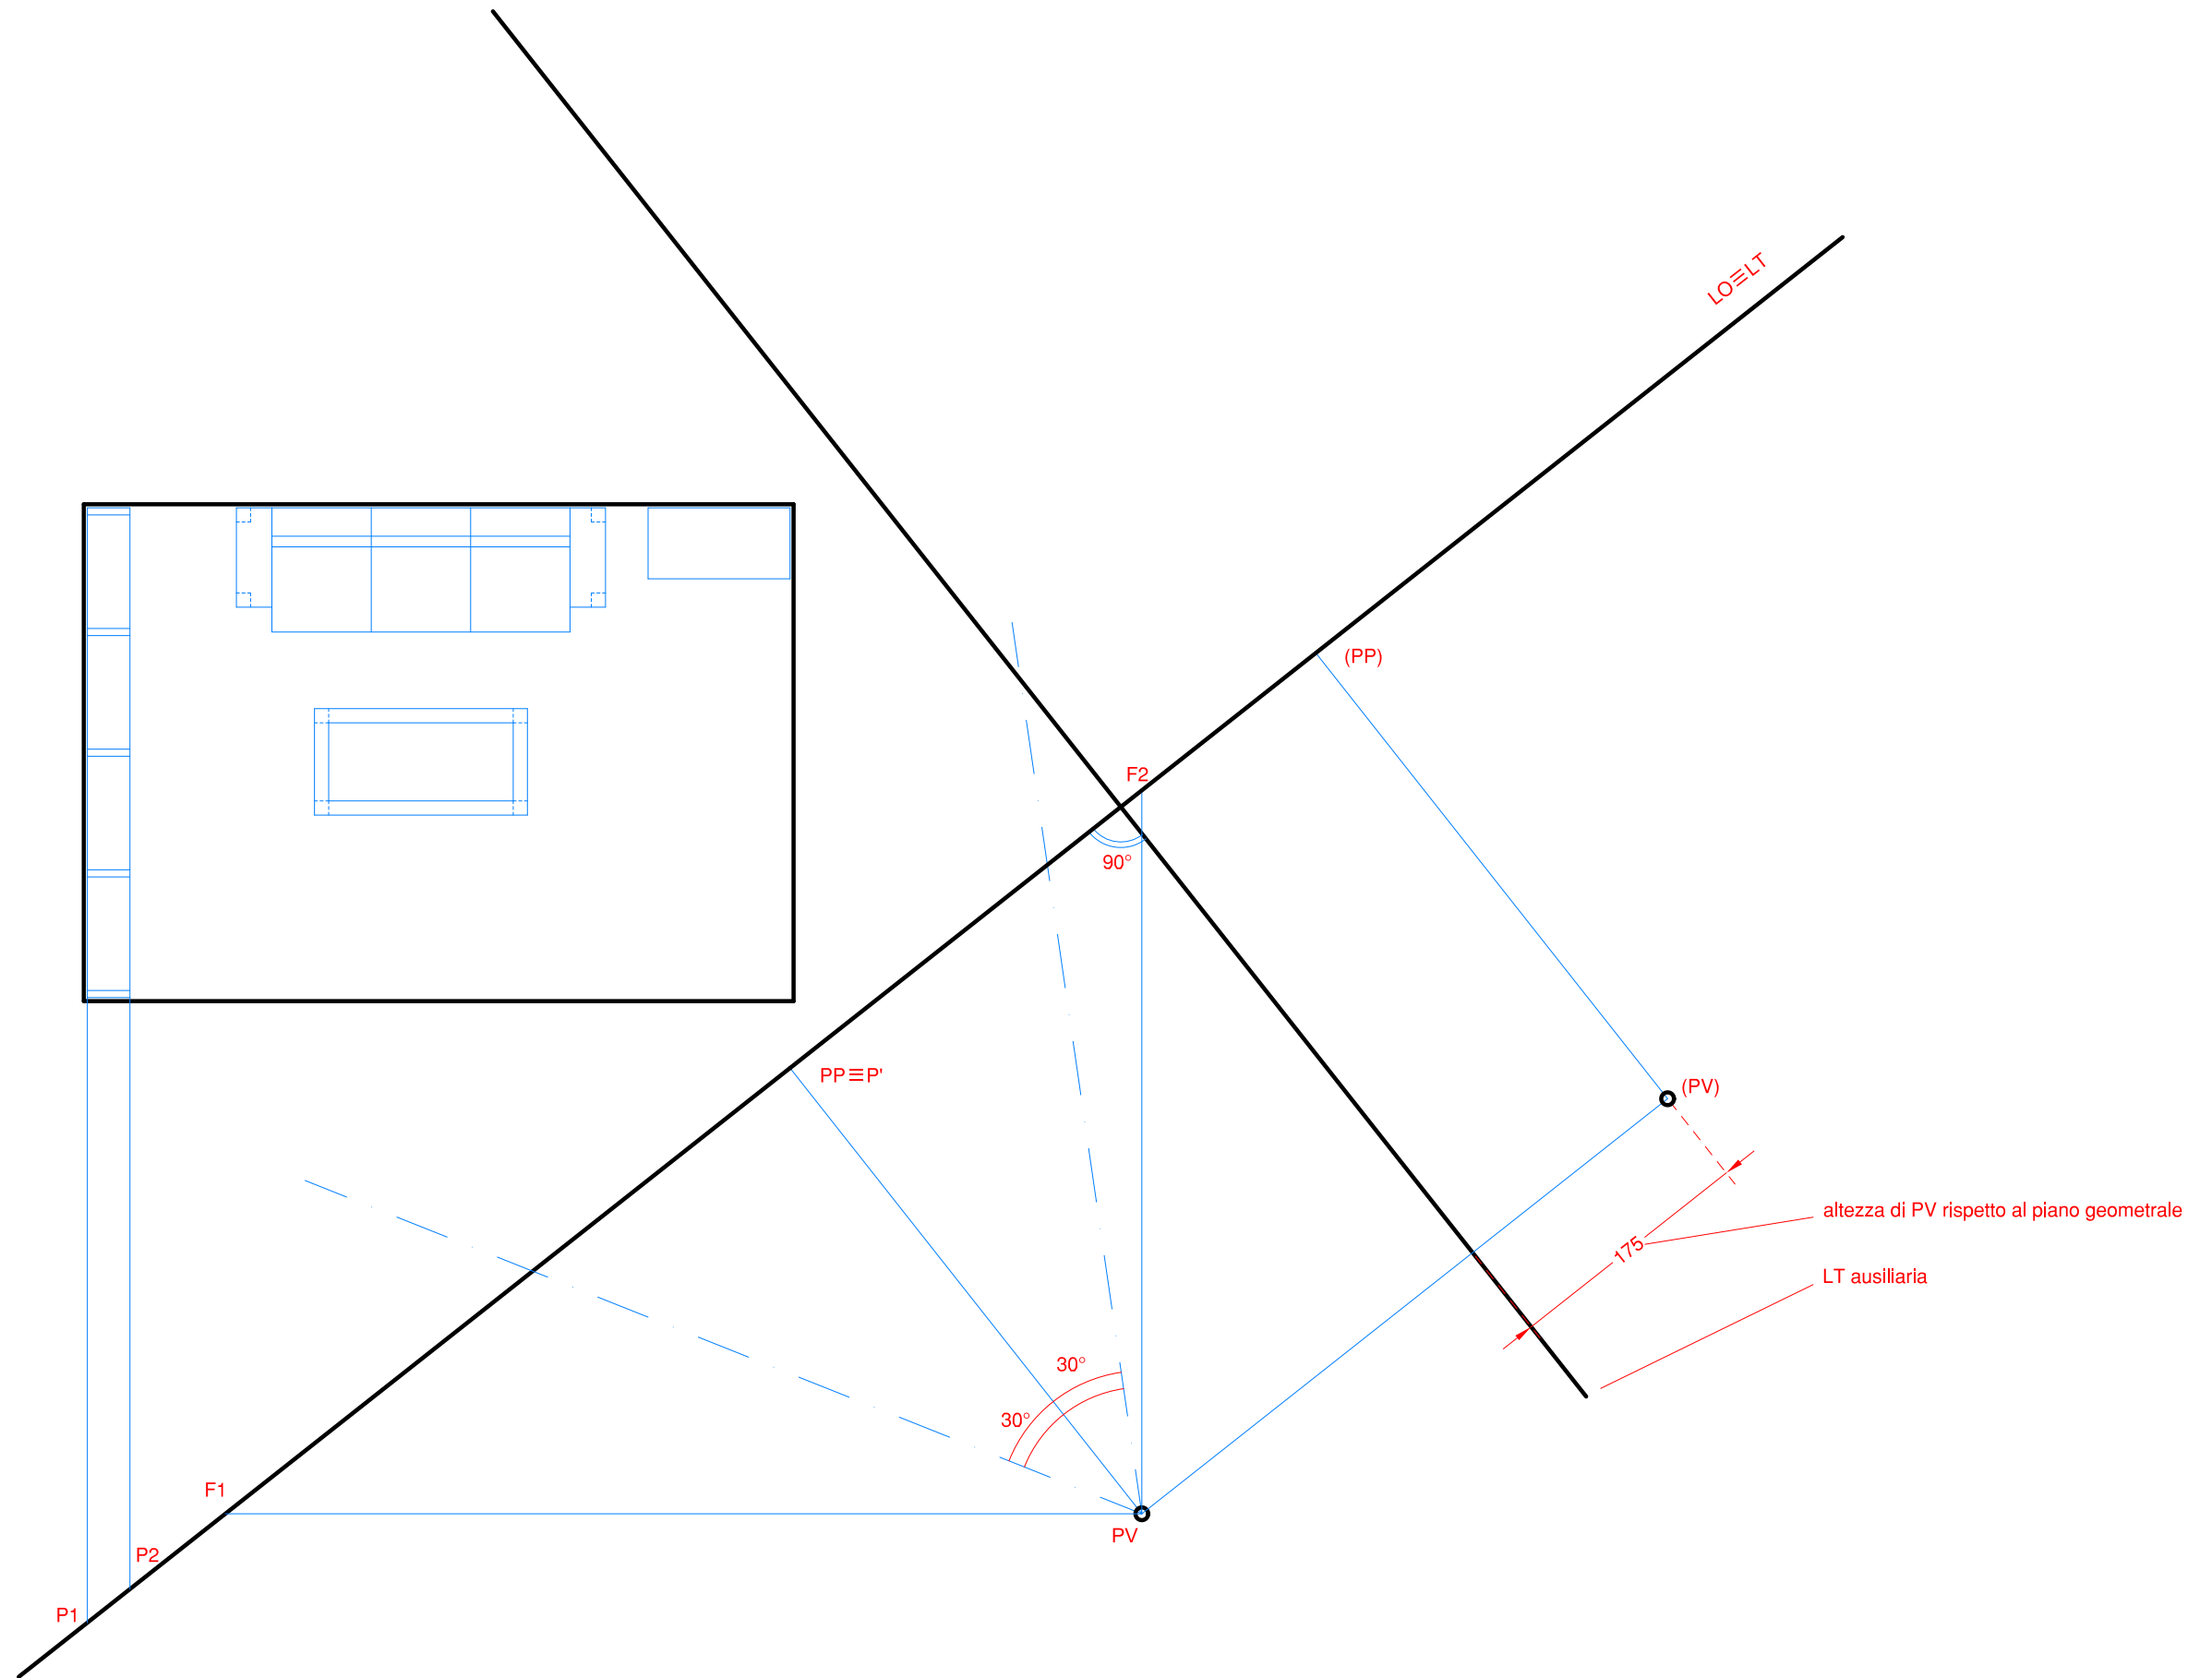 LO≡LT
(PP)
F2
90°
PP≡P'
(PV)
altezza di PV rispetto al piano geometrale
175
LT ausiliaria
30°
30°
F1
PV
P2
P1